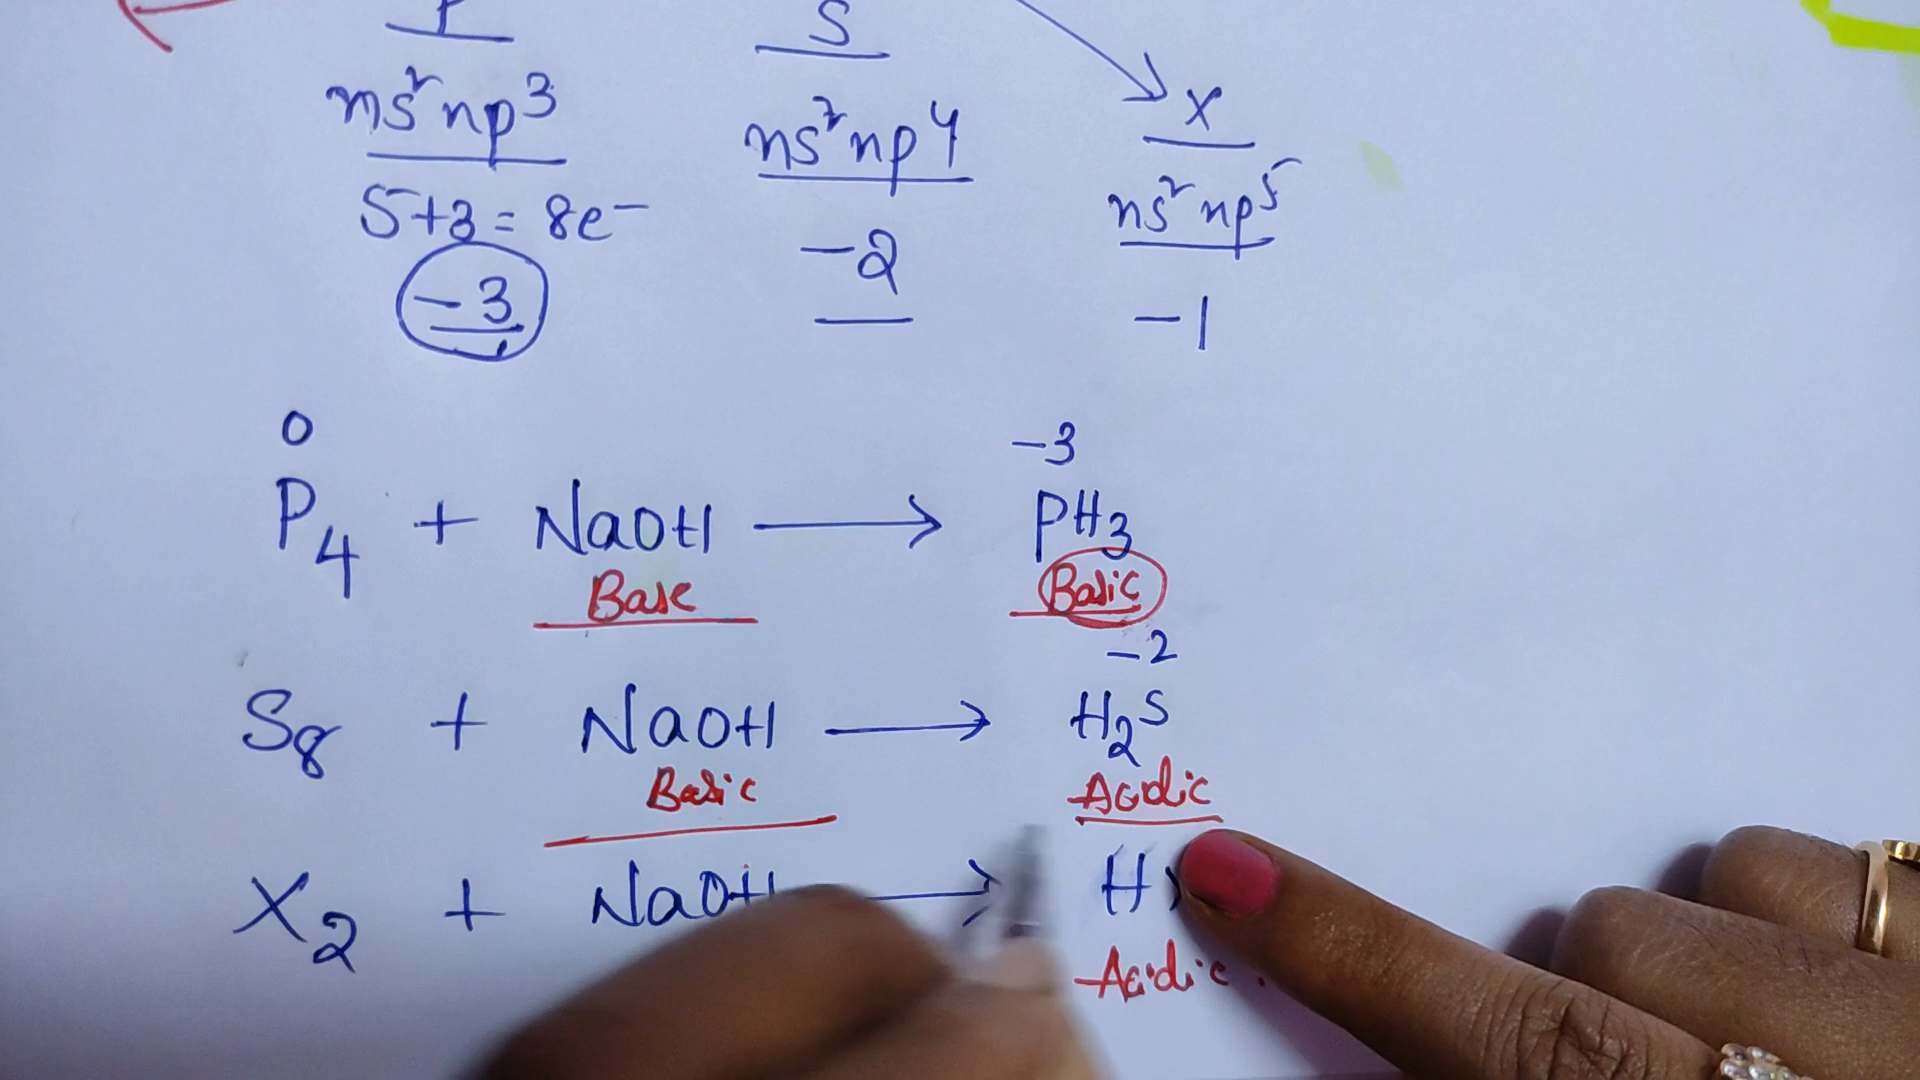 P S
ns²np³ ns²np⁴ X
5+3 = 8e⁻ ns²np⁵
-3 -2 -1
0 -3
P₄ + NaOH → PH₃
Base Basic
-2
S₈ + NaOH → H₂S
Basic Acidic
X₂ + NaOH → H
Acidic.